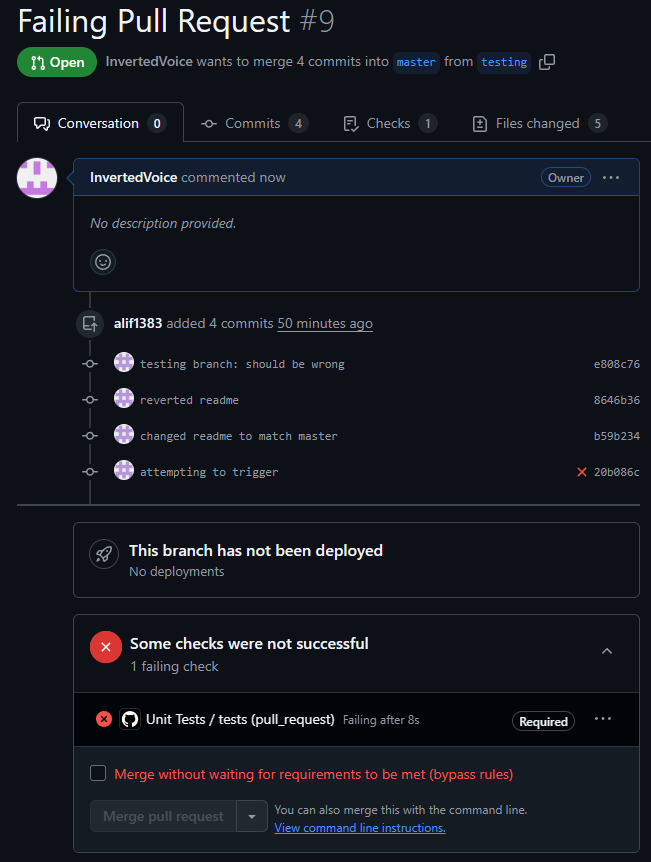 Failing Pull Request #9
Open InvertedVoice wants to merge 4 commits into master from testing
Conversation 0 Commits 4 Checks 1 Files changed 5
InvertedVoice commented now Owner
No description provided.
alif1383 added 4 commits 50 minutes ago
testing branch: should be wrong e808c76
reverted readme 8646b36
changed readme to match master b59b234
attempting to trigger 20b086c
This branch has not been deployed
No deployments
Some checks were not successful
1 failing check
Unit Tests / tests (pull_request) Failing after 8s Required
Merge without waiting for requirements to be met (bypass rules)
Merge pull request
You can also merge this with the command line.
View command line instructions.